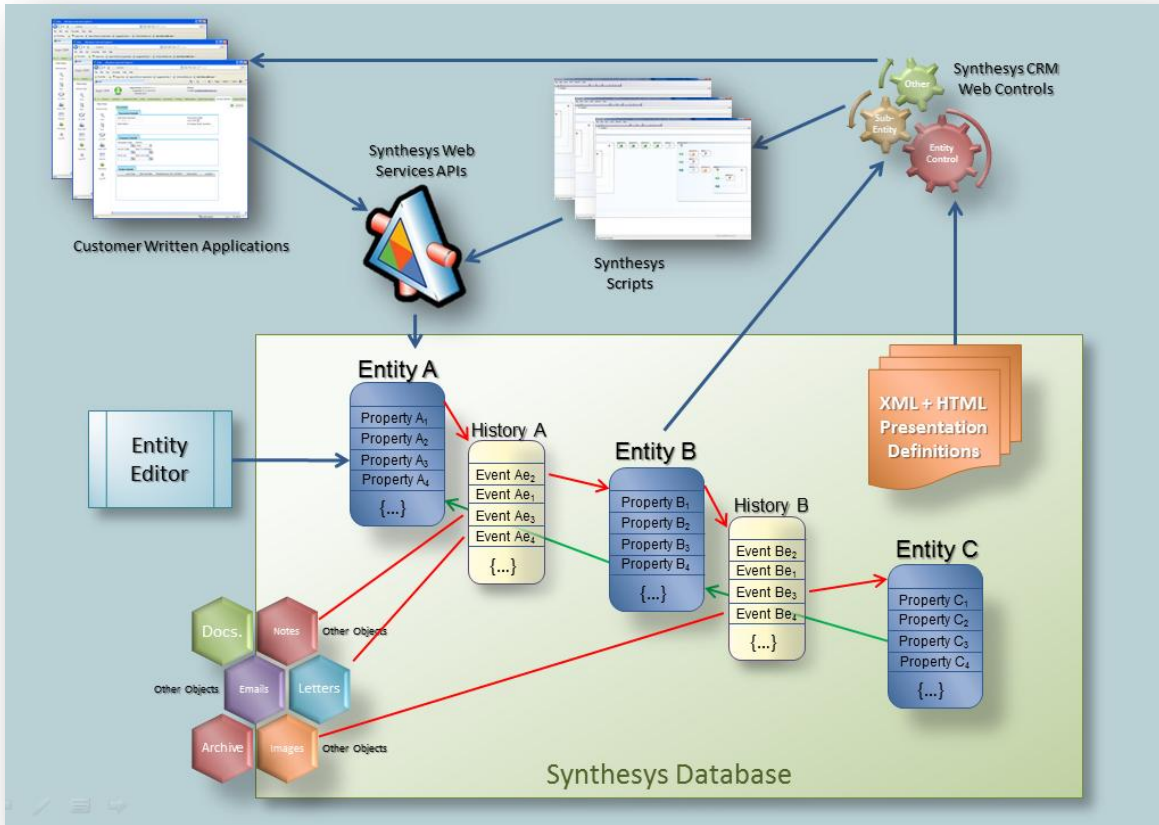 Synthesys CRM
Web Controls
Other
Sub-
Entity
Entity
Control
Synthesys Web
Services APIs
Customer Written Applications
Synthesys
Scripts
Entity A
Property A1
Property A2
Property A3
Property A4
{...}
History A
Event Ae2
Event Ae1
Event Ae3
Event Ae4
{...}
Entity B
Property B1
Property B2
Property B3
Property B4
{...}
History B
Event Be2
Event Be1
Event Be3
Event Be4
{...}
Entity C
Property C1
Property C2
Property C3
Property C4
{...}
XML + HTML
Presentation
Definitions
Entity
Editor
Docs.
Notes
Other Objects
Other Objects
Emails
Letters
Archive
Images
Other Objects
Synthesys Database